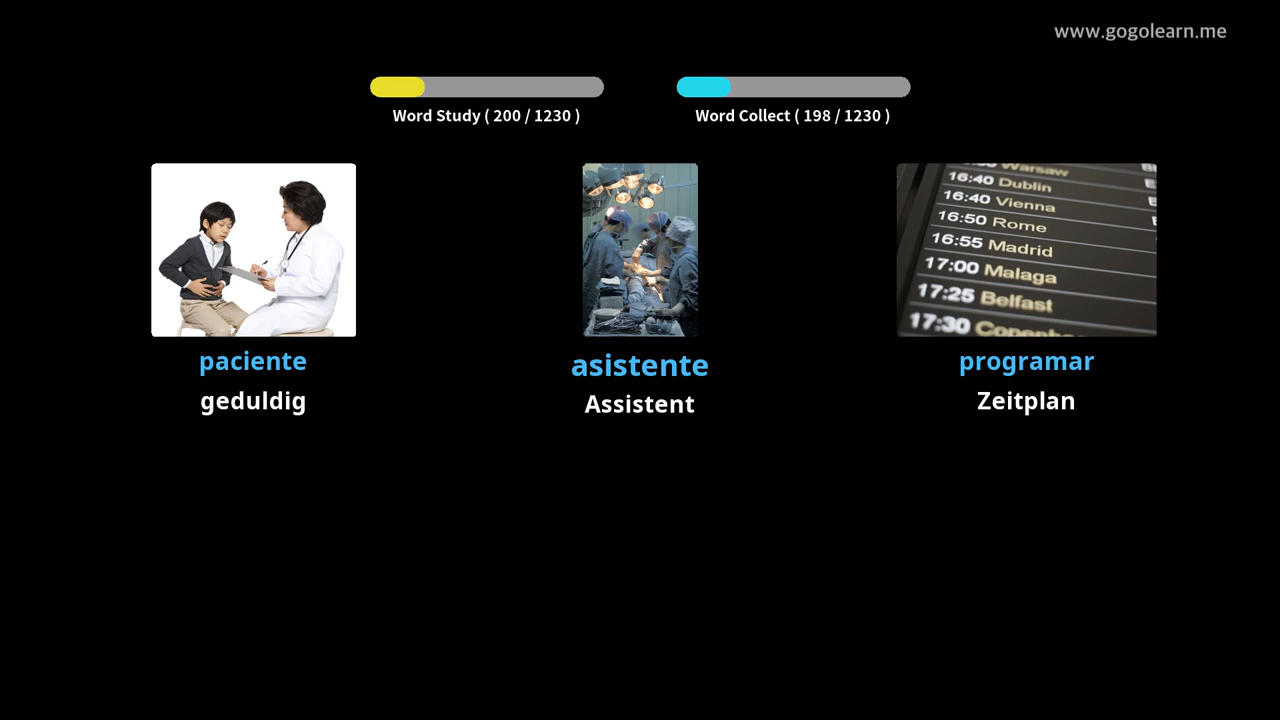 www.gogolearn.me
Word Study ( 200 / 1230 )
Word Collect ( 198 / 1230 )
Warsaw
16:40 Dublin
16:40 Vienna
16:50 Rome
16:55 Madrid
17:00 Malaga
17:25 Belfast
17:30
paciente
asistente
programar
geduldig
Assistent
Zeitplan